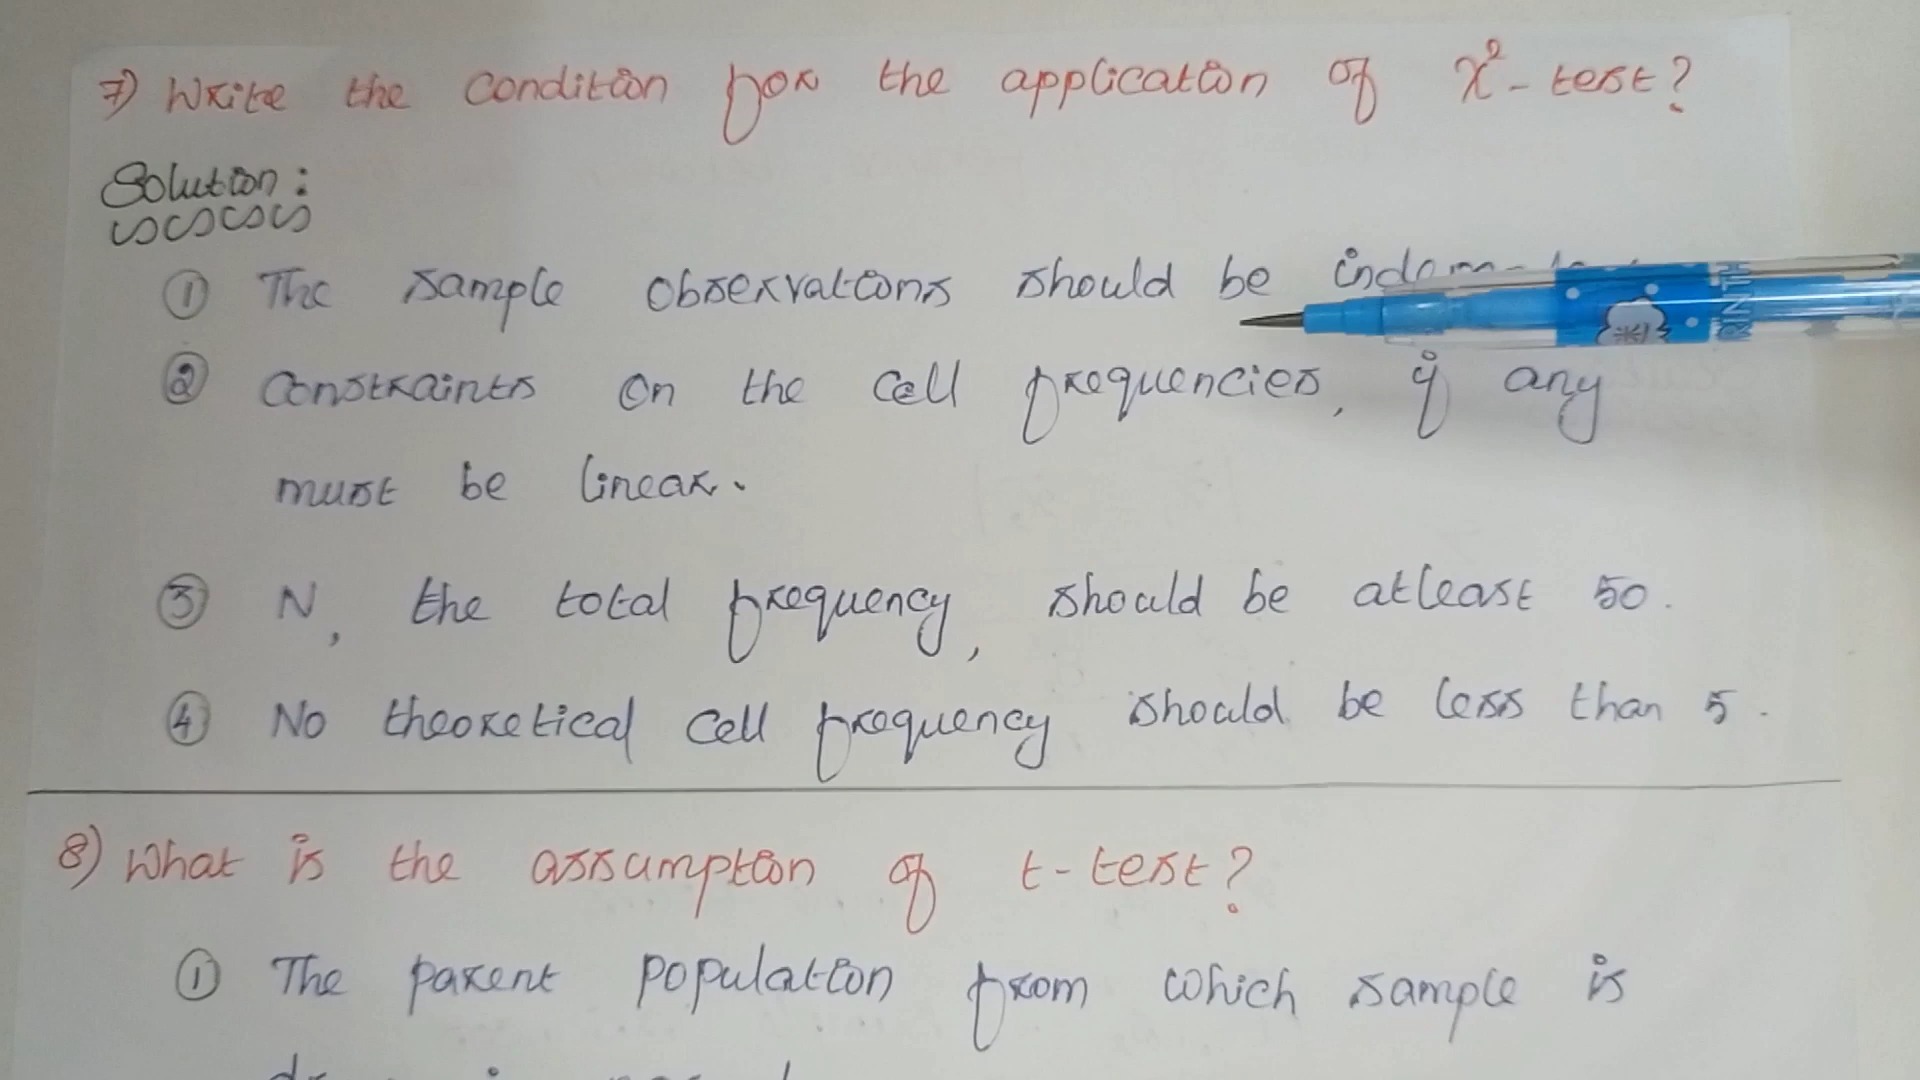 7) Write the condition for the application of χ²-test?
Solution:
① The sample observations should be
② Constraints on the cell frequencies, if any
must be linear.
③ N, the total frequency, should be atleast 50.
④ No theoretical cell frequency should be less than 5.
8) What is the assumption of t-test?
① The parent population from which sample is